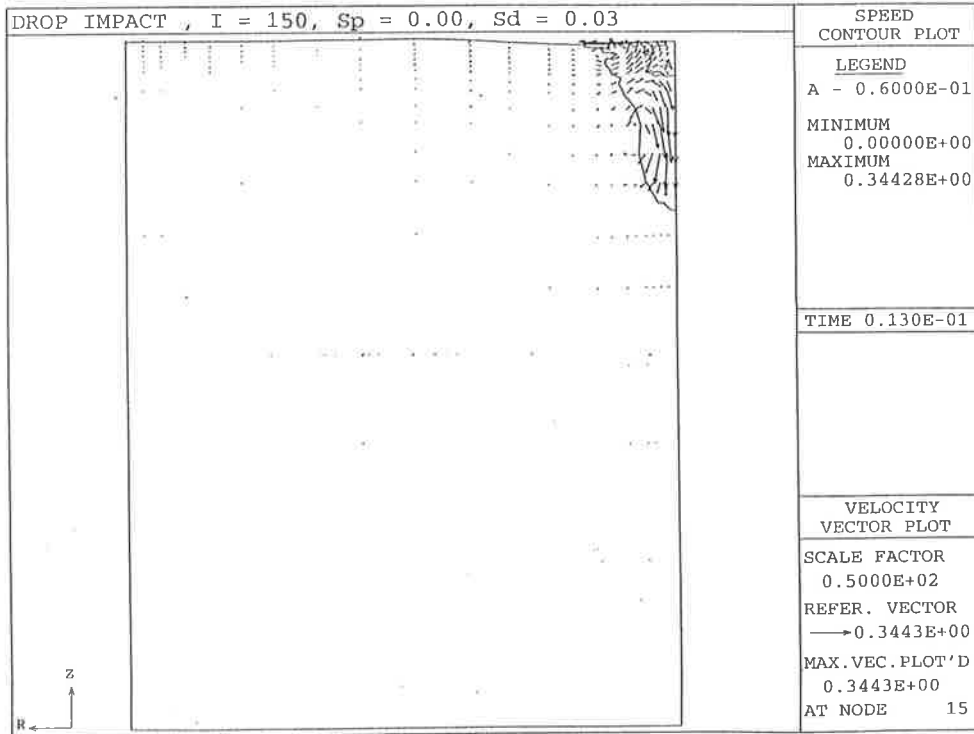 DROP IMPACT , I = 150, Sp = 0.00, Sd = 0.03
SPEED
CONTOUR PLOT
LEGEND
A - 0.6000E-01
MINIMUM
0.00000E+00
MAXIMUM
0.34428E+00
TIME 0.130E-01
VELOCITY
VECTOR PLOT
SCALE FACTOR
0.5000E+02
REFER. VECTOR
0.3443E+00
MAX.VEC.PLOT'D
0.3443E+00
AT NODE 15
Z
R